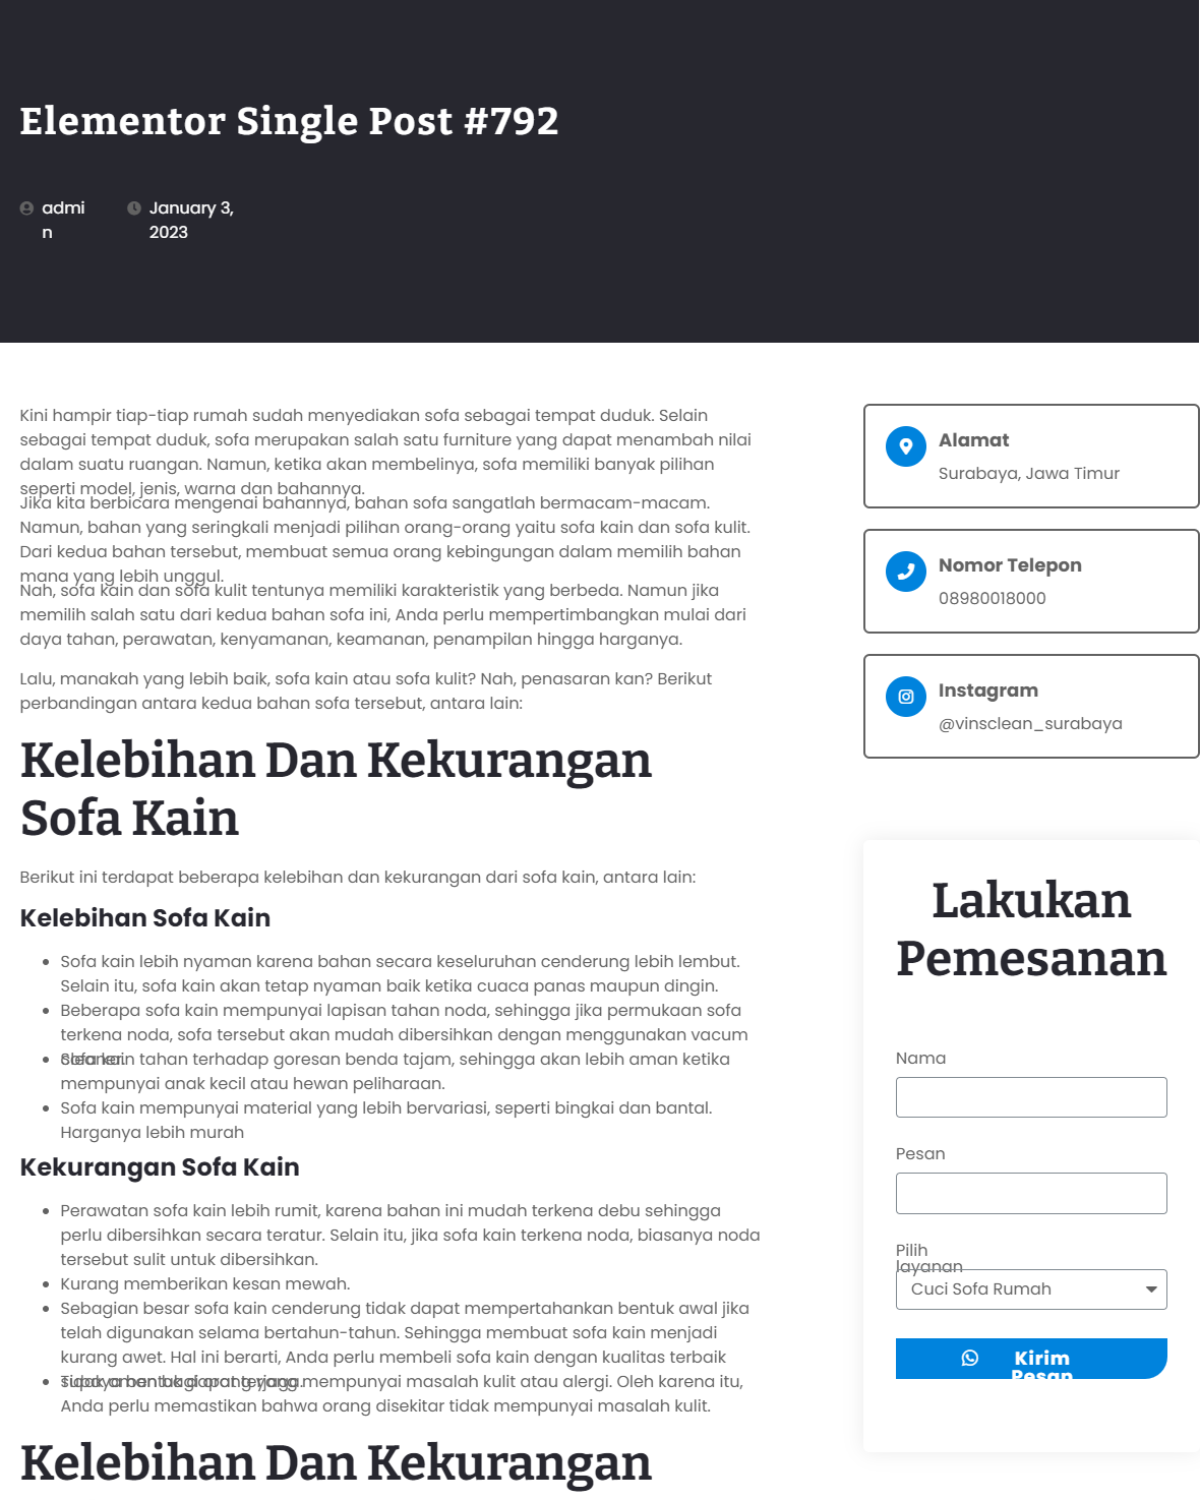 Elementor Single Post #792
admi
n
January 3,
2023
Kini hampir tiap-tiap rumah sudah menyediakan sofa sebagai tempat duduk. Selain
sebagai tempat duduk, sofa merupakan salah satu furniture yang dapat menambah nilai
dalam suatu ruangan. Namun, ketika akan membelinya, sofa memiliki banyak pilihan
seperti model, jenis, warna dan bahannya.
Jika kita berbicara mengenai bahannya, bahan sofa sangatlah bermacam-macam.
Namun, bahan yang seringkali menjadi pilihan orang-orang yaitu sofa kain dan sofa kulit.
Dari kedua bahan tersebut, membuat semua orang kebingungan dalam memilih bahan
mana yang lebih unggul.
Nah, sofa kain dan sofa kulit tentunya memiliki karakteristik yang berbeda. Namun jika
memilih salah satu dari kedua bahan sofa ini, Anda perlu mempertimbangkan mulai dari
daya tahan, perawatan, kenyamanan, keamanan, penampilan hingga harganya.
Lalu, manakah yang lebih baik, sofa kain atau sofa kulit? Nah, penasaran kan? Berikut
perbandingan antara kedua bahan sofa tersebut, antara lain:
Kelebihan Dan Kekurangan
Sofa Kain
Berikut ini terdapat beberapa kelebihan dan kekurangan dari sofa kain, antara lain:
Kelebihan Sofa Kain
• Sofa kain lebih nyaman karena bahan secara keseluruhan cenderung lebih lembut.
Selain itu, sofa kain akan tetap nyaman baik ketika cuaca panas maupun dingin.
• Beberapa sofa kain mempunyai lapisan tahan noda, sehingga jika permukaan sofa
terkena noda, sofa tersebut akan mudah dibersihkan dengan menggunakan vacum
cleaner.
• Sofa kain tahan terhadap goresan benda tajam, sehingga akan lebih aman ketika
mempunyai anak kecil atau hewan peliharaan.
• Sofa kain mempunyai material yang lebih bervariasi, seperti bingkai dan bantal.
Harganya lebih murah
Kekurangan Sofa Kain
• Perawatan sofa kain lebih rumit, karena bahan ini mudah terkena debu sehingga
perlu dibersihkan secara teratur. Selain itu, jika sofa kain terkena noda, biasanya noda
tersebut sulit untuk dibersihkan.
• Kurang memberikan kesan mewah.
• Sebagian besar sofa kain cenderung tidak dapat mempertahankan bentuk awal jika
telah digunakan selama bertahun-tahun. Sehingga membuat sofa kain menjadi
kurang awet. Hal ini berarti, Anda perlu membeli sofa kain dengan kualitas terbaik
supaya bentuk dapat terjaga.
• Tidak aman bagi orang yang mempunyai masalah kulit atau alergi. Oleh karena itu,
Anda perlu memastikan bahwa orang disekitar tidak mempunyai masalah kulit.
Kelebihan Dan Kekurangan
Alamat
Surabaya, Jawa Timur
Nomor Telepon
08980018000
Instagram
@vinsclean_surabaya
Lakukan
Pemesanan
Nama
Pesan
Pilih
layanan
Cuci Sofa Rumah
Kirim
Pesan